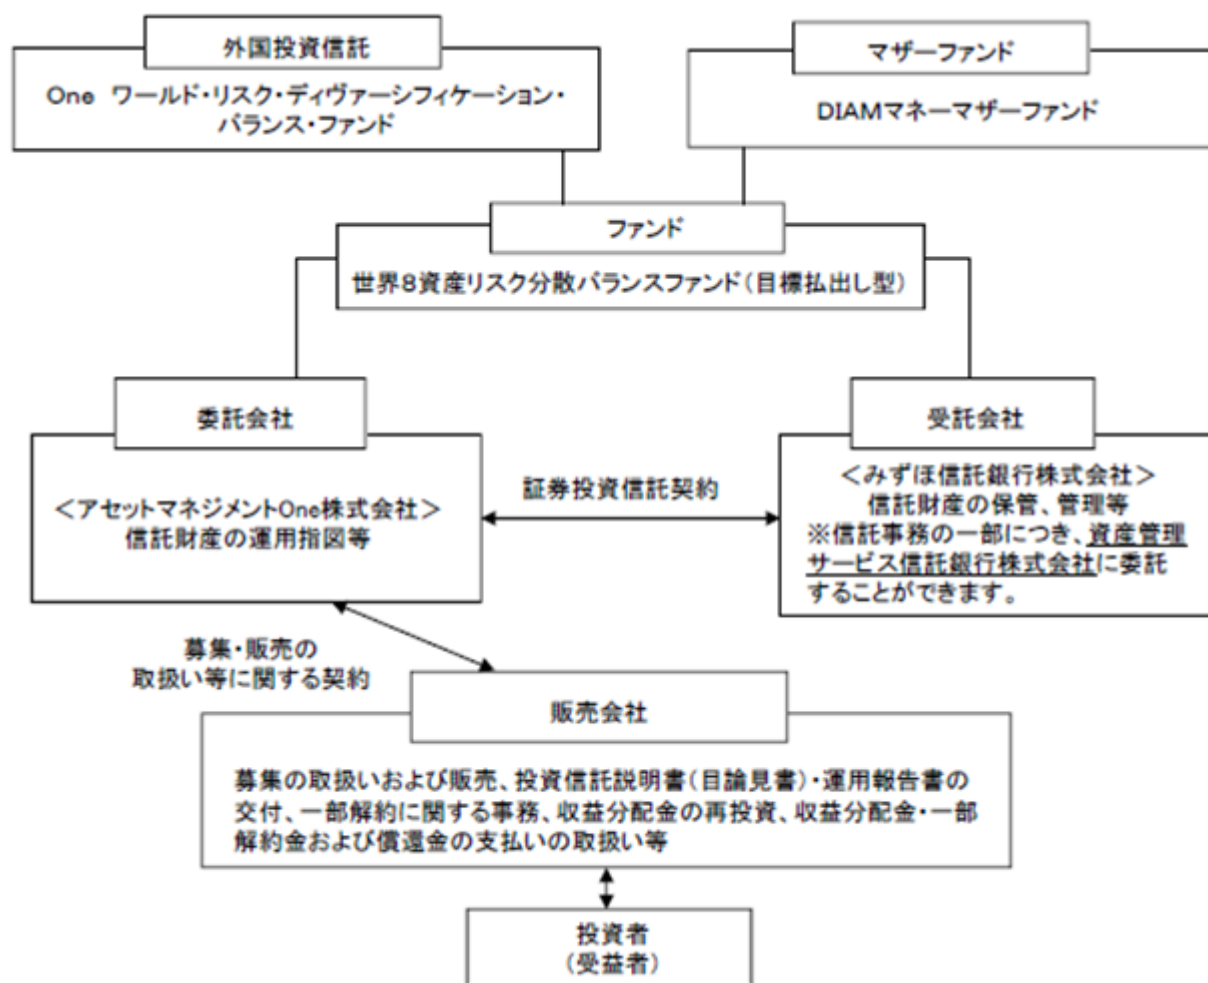 外国投資信託
One ワールド・リスク・ディヴァーシフィケーション・
バランス・ファンド
マザーファンド
DIAMマネーマザーファンド
ファンド
世界8資産リスク分散バランスファンド（目標払出し型）
委託会社
＜アセットマネジメントOne株式会社＞
信託財産の運用指図等
証券投資信託契約
受託会社
＜みずほ信託銀行株式会社＞
信託財産の保管、管理等
※信託事務の一部につき、資産管理
サービス信託銀行株式会社に委託
することができます。
募集・販売の
取扱い等に関する契約
販売会社
募集の取扱いおよび販売、投資信託説明書（目論見書）・運用報告書の
交付、一部解約に関する事務、収益分配金の再投資、収益分配金・一部
解約金および償還金の支払いの取扱い等
投資者
（受益者）